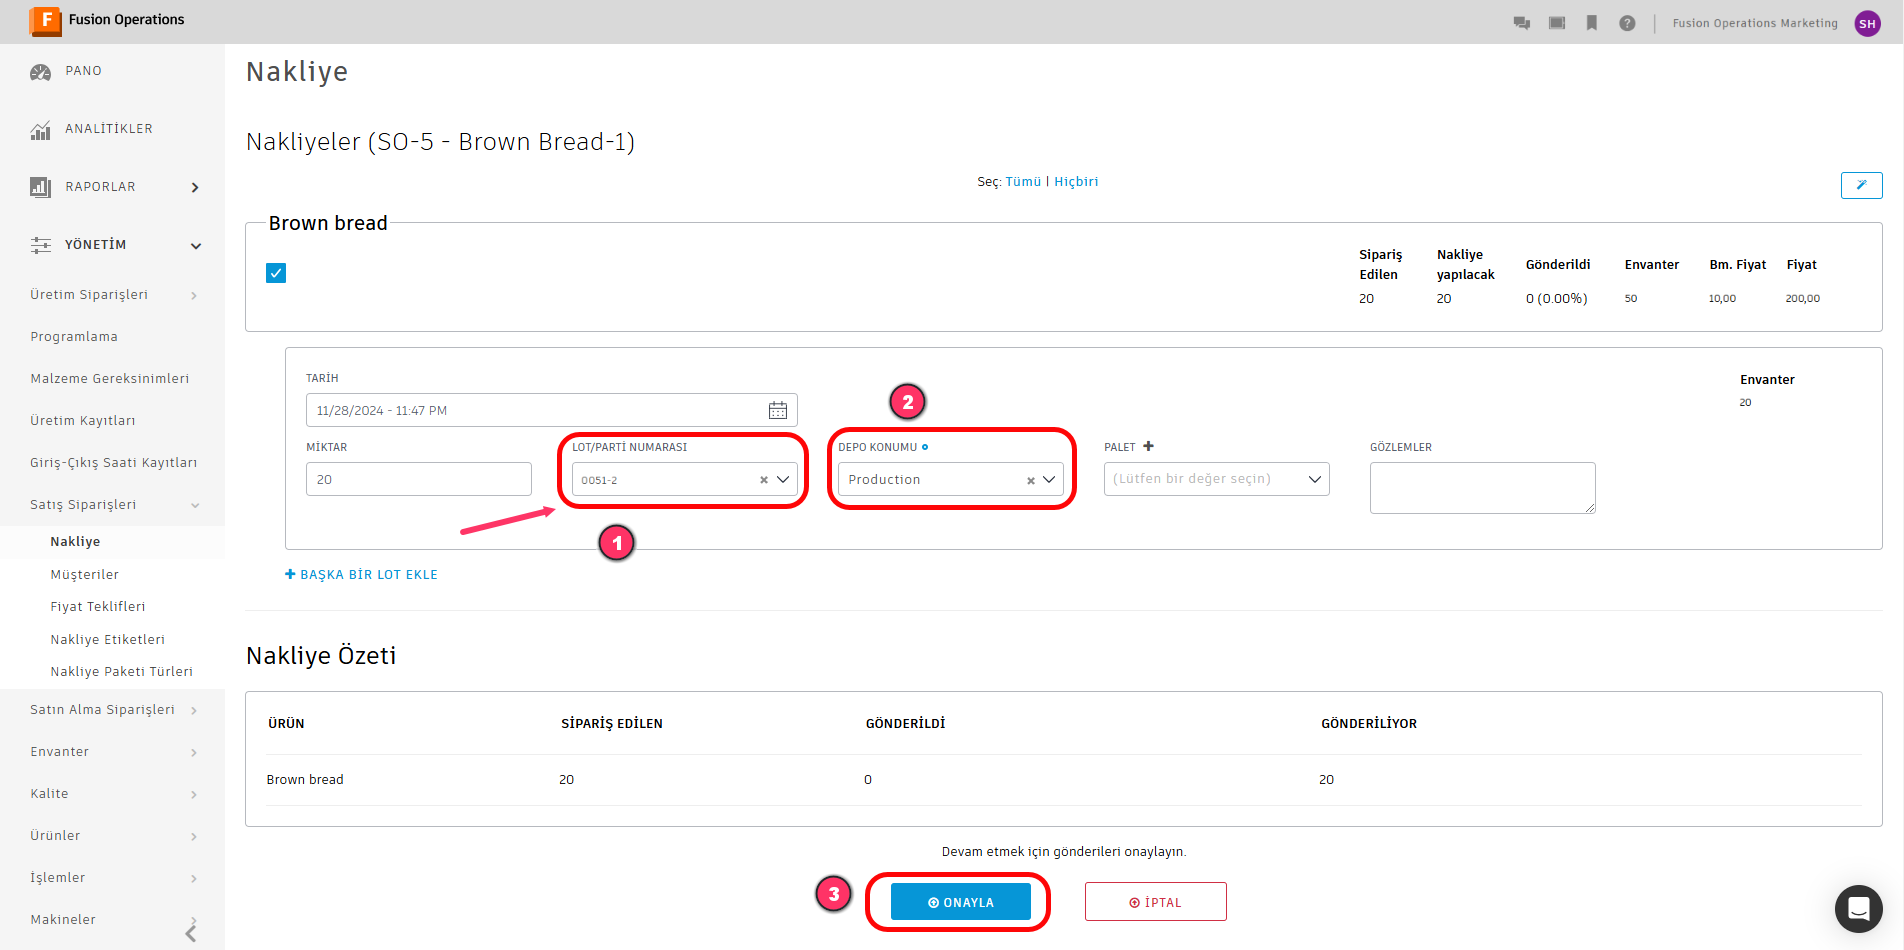 F Fusion Operations
Fusion Operations Marketing SH
PANO
ANALİTİKLER
RAPORLAR
YÖNETİM
Üretim Siparişleri
Programlama
Malzeme Gereksinimleri
Üretim Kayıtları
Giriş-Çıkış Saati Kayıtları
Satış Siparişleri
Nakliye
Müşteriler
Fiyat Teklifleri
Nakliye Etiketleri
Nakliye Paketi Türleri
Satın Alma Siparişleri
Envanter
Kalite
Ürünler
İşlemler
Makineler
Nakliye
Nakliyeler (SO-5 - Brown Bread-1)
Seç: Tümü | Hiçbiri
Brown bread
Sipariş Edilen Nakliye yapılacak Gönderildi Envanter Bm. Fiyat Fiyat
20 20 0 (0.00%) 50 10,00 200,00
TARİH
11/28/2024 - 11:47 PM
Envanter
20
2
MİKTAR LOT/PARTİ NUMARASI DEPO KONUMU PALET GÖZLEMLER
20 0051-2 Production (Lütfen bir değer seçin)
1
BAŞKA BİR LOT EKLE
Nakliye Özeti
ÜRÜN SİPARİŞ EDİLEN GÖNDERİLDİ GÖNDERİLİYOR
Brown bread 20 0 20
Devam etmek için gönderileri onaylayın.
3 ONAYLA İPTAL